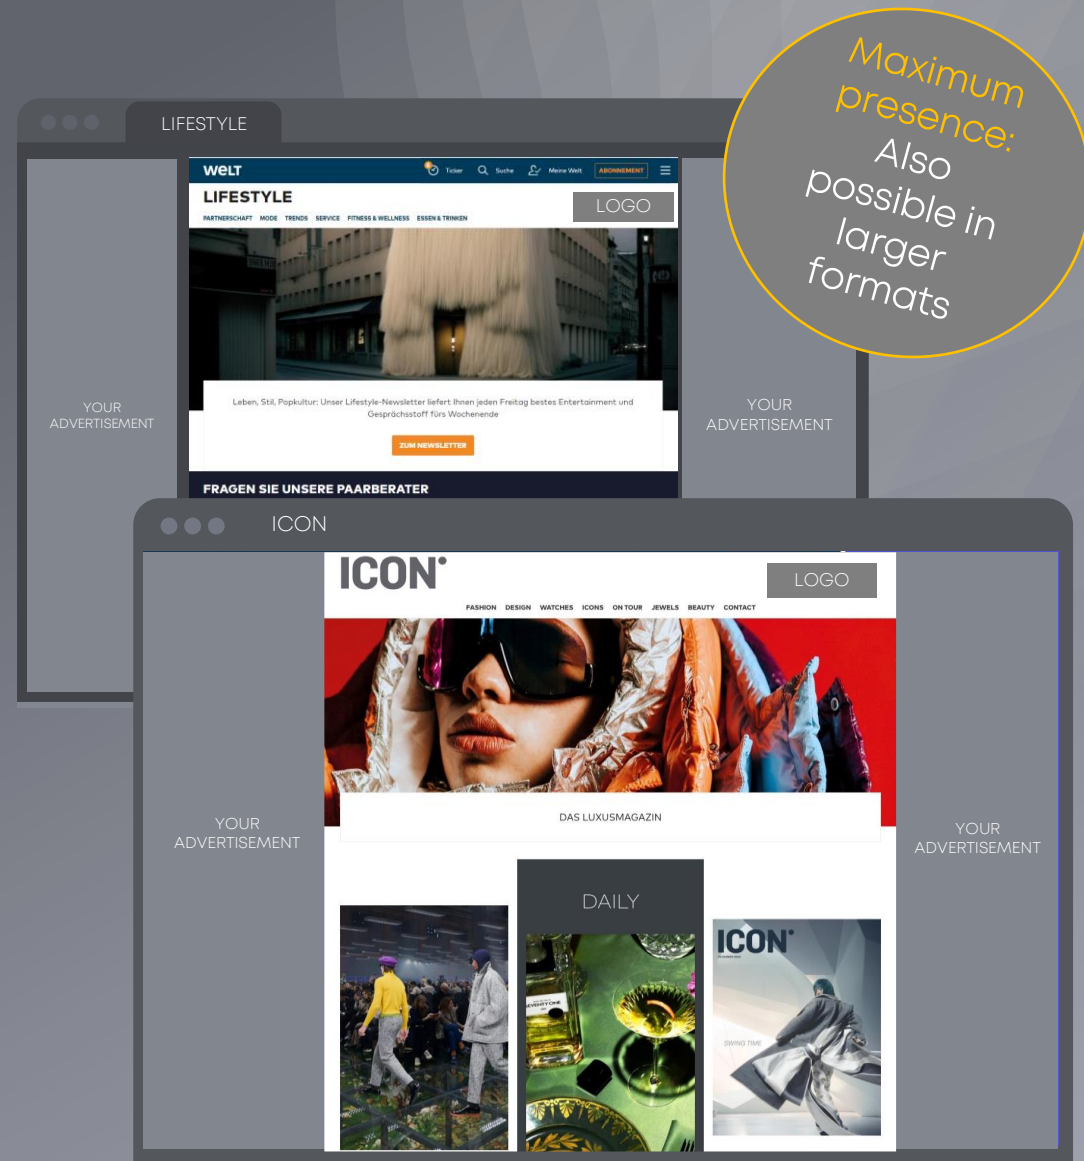 Maximum
presence:
Also
possible in
larger
formats
LIFESTYLE
WELT
Ticker Suche Meine Welt ABONNEMENT
LIFESTYLE
LOGO
PARTNERSCHAFT MODE TRENDS SERVICE FITNESS & WELLNESS ESSEN & TRINKEN
YOUR
ADVERTISEMENT
Leben, Stil, Popkultur: Unser Lifestyle-Newsletter liefert Ihnen jeden Freitag bestes Entertainment und
Gesprächsstoff fürs Wochenende
ZUM NEWSLETTER
YOUR
ADVERTISEMENT
FRAGEN SIE UNSERE PAARBERATER
ICON
ICON
LOGO
FASHION DESIGN WATCHES ICONS ON TOUR JEWELS BEAUTY CONTACT
YOUR
ADVERTISEMENT
DAS LUXUSMAGAZIN
YOUR
ADVERTISEMENT
DAILY
ICON
SWING TIME
SEVENTY ONE